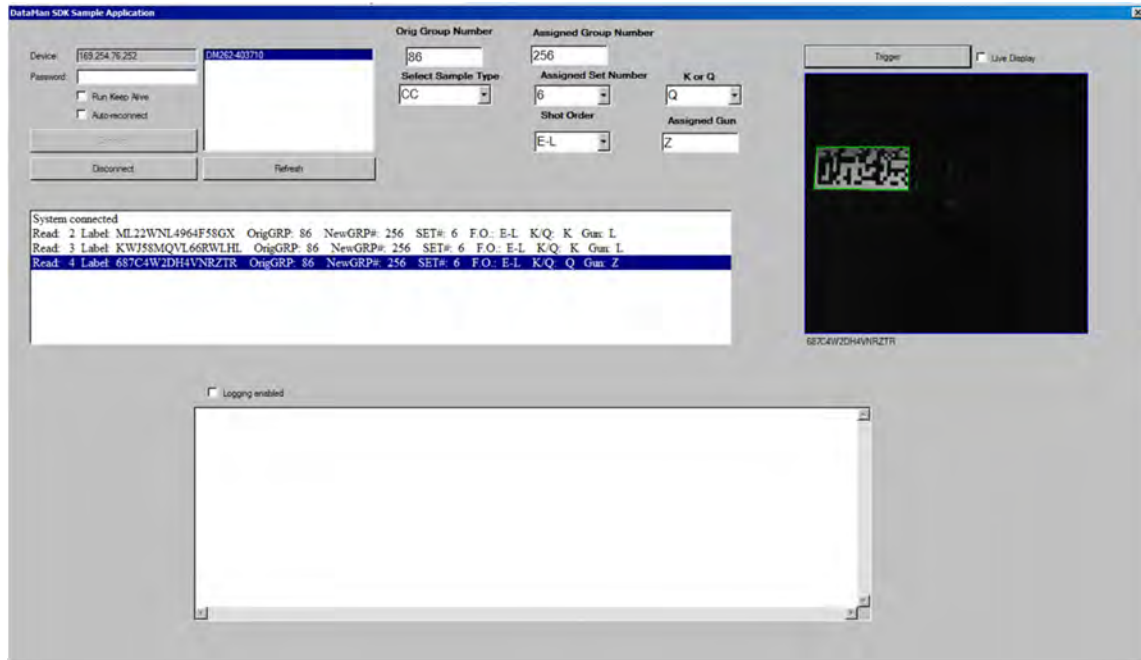 DataMan SDK Sample Application
Device: 169.254.76.252
Password:
Run Keep Alive
Auto-reconnect
Disconnect
DM262-403710
Refresh
Orig Group Number
86
Select Sample Type
CC
Assigned Group Number
256
Assigned Set Number
6
Shot Order
E-L
K or Q
Q
Assigned Gun
Z
Trigger
Live Display
System connected
Read: 2 Label: ML22WNL4964F58GX OrigGRP: 86 NewGRP#: 256 SET#: 6 F.O.: E-L K/Q: K Gun: L
Read: 3 Label: KWJ58MQVL66RWLHL OrigGRP: 86 NewGRP#: 256 SET#: 6 F.O.: E-L K/Q: K Gun: L
Read: 4 Label: 687C4W2DH4VNRZTR OrigGRP: 86 NewGRP#: 256 SET#: 6 F.O.: E-L K/Q: Q Gun: Z
687C4W2DH4VNRZTR
Logging enabled